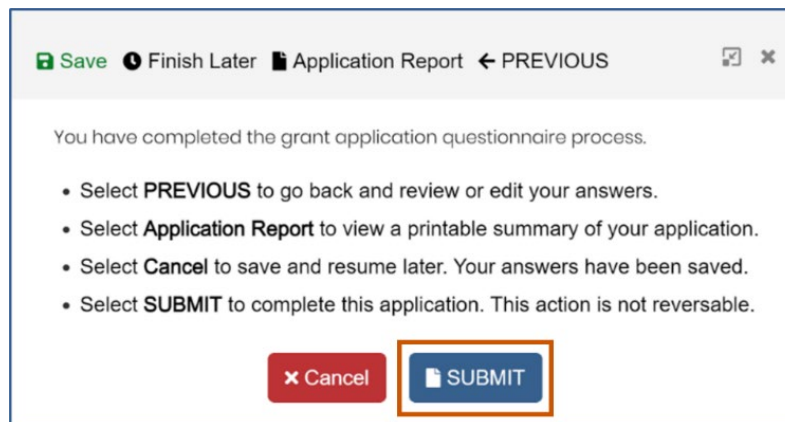 Save Finish Later Application Report PREVIOUS
You have completed the grant application questionnaire process.
• Select PREVIOUS to go back and review or edit your answers.
• Select Application Report to view a printable summary of your application.
• Select Cancel to save and resume later. Your answers have been saved.
• Select SUBMIT to complete this application. This action is not reversable.
Cancel SUBMIT